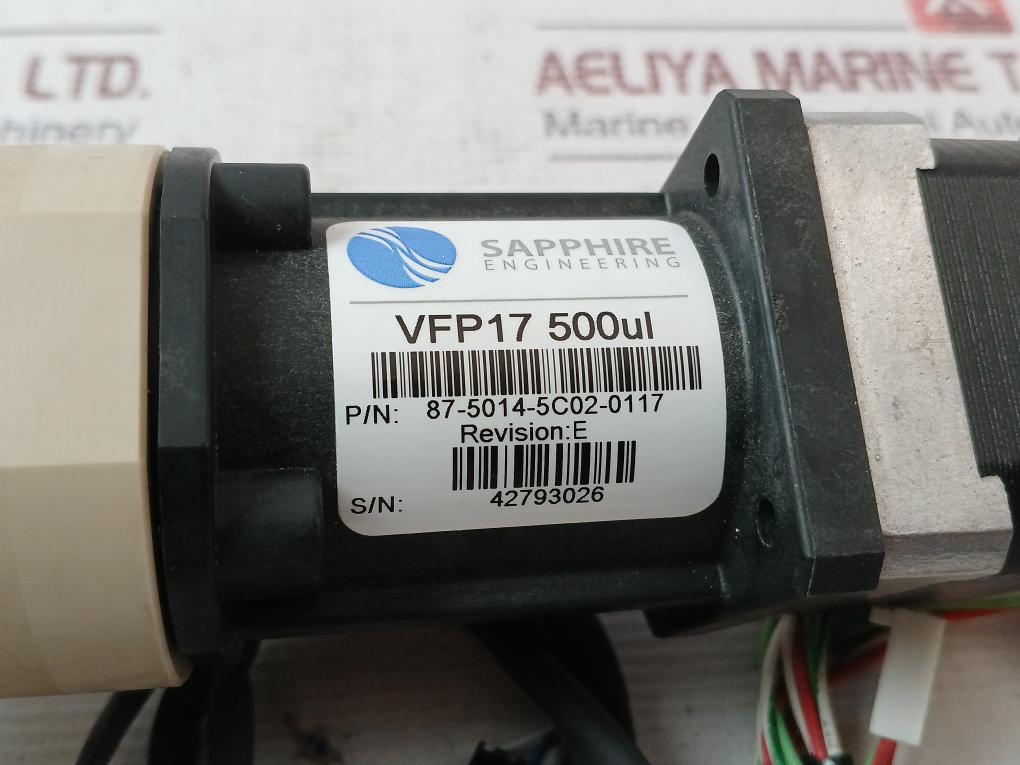 LTD.
AELIYA MARINE
Marine
SAPPHIRE
ENGINEERING
VFP17 500ul
P/N: 87-5014-5C02-0117
Revision:E
S/N: 42793026